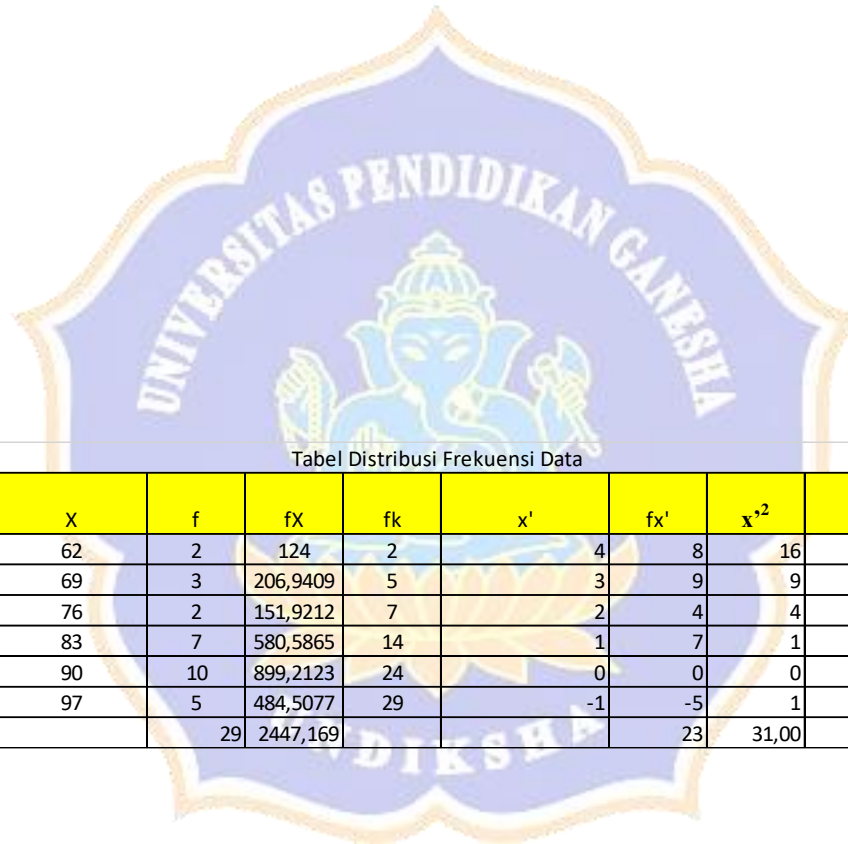 UNIVERSITAS PENDIDIKAN GANESHA
UNDIKSHA
Tabel Distribusi Frekuensi Data
X f fX fk x' fx' x’²
62 2 124 2 4 8 16
69 3 206,9409 5 3 9 9
76 2 151,9212 7 2 4 4
83 7 580,5865 14 1 7 1
90 10 899,2123 24 0 0 0
97 5 484,5077 29 -1 -5 1
29 2447,169 23 31,00